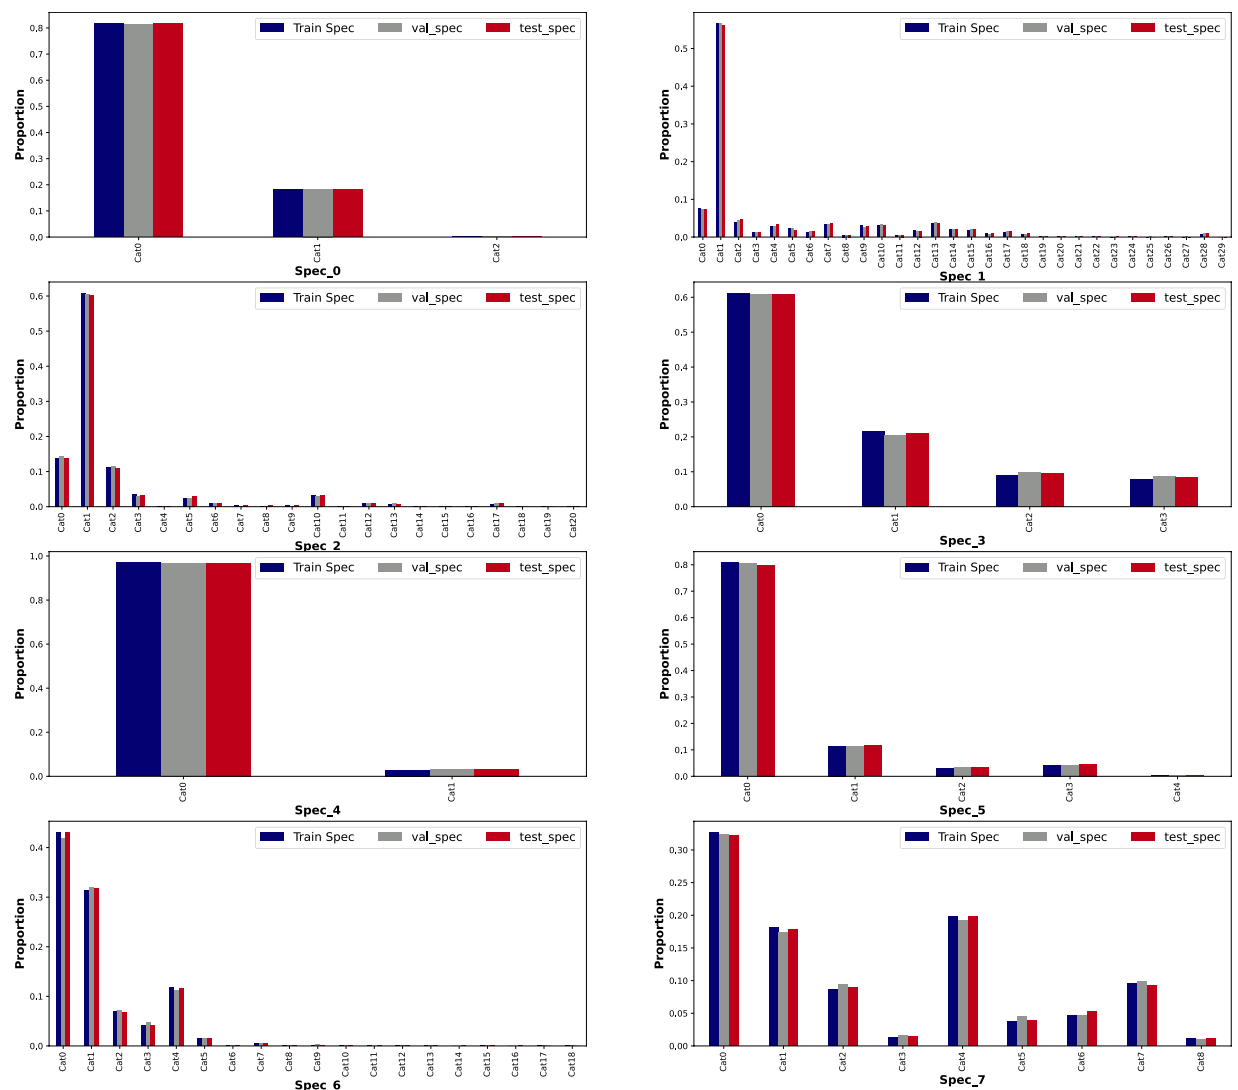 Train Spec val_spec test_spec
Proportion
0.8
0.7
0.6
0.5
0.4
0.3
0.2
0.1
0.0
Cat0 Cat1 Cat2
Spec_0
Train Spec val_spec test_spec
Proportion
0.5
0.4
0.3
0.2
0.1
0.0
Cat0 Cat1 Cat2 Cat3 Cat4 Cat5 Cat6 Cat7 Cat8 Cat9 Cat10 Cat11 Cat12 Cat13 Cat14 Cat15 Cat16 Cat17 Cat18 Cat19 Cat20 Cat21 Cat22 Cat23 Cat24 Cat25 Cat26 Cat27 Cat28 Cat29
Spec_1
Train Spec val_spec test_spec
Proportion
0.6
0.5
0.4
0.3
0.2
0.1
0.0
Cat0 Cat1 Cat2 Cat3 Cat4 Cat5 Cat6 Cat7 Cat8 Cat9 Cat10 Cat11 Cat12 Cat13 Cat14 Cat15 Cat16 Cat17 Cat18 Cat19 Cat20
Spec_2
Train Spec val_spec test_spec
Proportion
0.6
0.5
0.4
0.3
0.2
0.1
0.0
Cat0 Cat1 Cat2 Cat3
Spec_3
Train Spec val_spec test_spec
Proportion
1.0
0.8
0.6
0.4
0.2
0.0
Cat0 Cat1
Spec_4
Train Spec val_spec test_spec
Proportion
0.8
0.7
0.6
0.5
0.4
0.3
0.2
0.1
0.0
Cat0 Cat1 Cat2 Cat3 Cat4
Spec_5
Train Spec val_spec test_spec
Proportion
0.4
0.3
0.2
0.1
0.0
Cat0 Cat1 Cat2 Cat3 Cat4 Cat5 Cat6 Cat7 Cat8 Cat9 Cat10 Cat11 Cat12 Cat13 Cat14 Cat15 Cat16 Cat17 Cat18
Spec_6
Train Spec val_spec test_spec
Proportion
0.30
0.25
0.20
0.15
0.10
0.05
0.00
Cat0 Cat1 Cat2 Cat3 Cat4 Cat5 Cat6 Cat7 Cat8
Spec_7